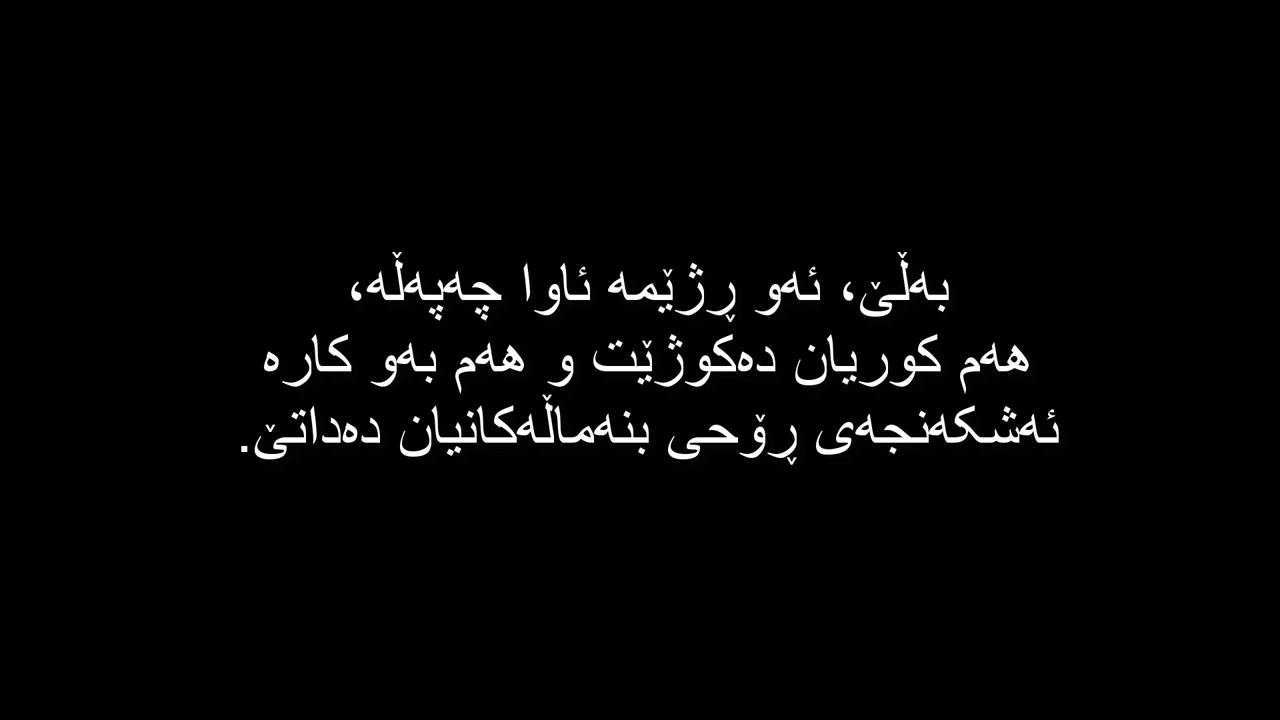 بەڵێ، ئەو ڕژێمە ئاوا چەپەڵە،
هەم کوریان دەکوژێت و هەم بەو کارە
ئەشکەنجەی ڕۆحی بنەماڵەکانیان دەداتێ.